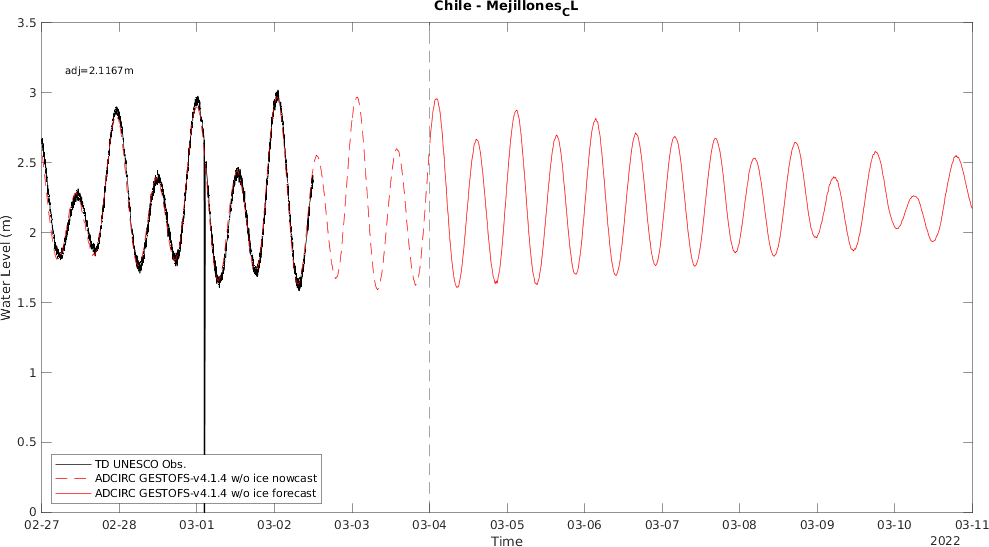 Chile - Mejillones_CL
adj=2.1167m
Water Level (m)
3.5
3
2.5
2
1.5
1
0.5
0
TD UNESCO Obs.
ADCIRC GESTOFS-v4.1.4 w/o ice nowcast
ADCIRC GESTOFS-v4.1.4 w/o ice forecast
02-27 02-28 03-01 03-02 03-03 03-04 03-05 03-06 03-07 03-08 03-09 03-10 03-11
Time
2022